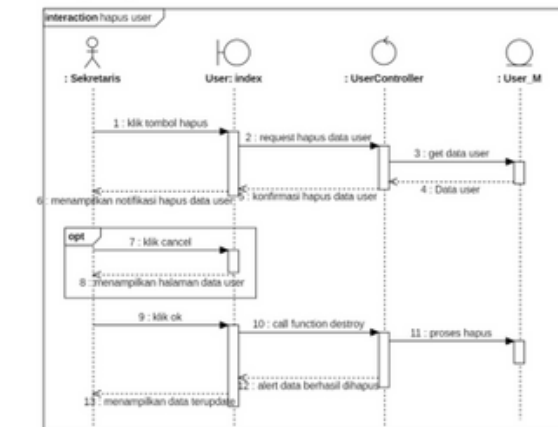 interaction hapus user
: Sekretaris
User: index
: UserController
: User_M
1 : klik tombol hapus
2 : request hapus data user
3 : get data user
4 : Data user
5 : konfirmasi hapus data user
6 : menampilkan notifikasi hapus data user
opt
7 : klik cancel
8 : menampilkan halaman data user
9 : klik ok
10 : call function destroy
11 : proses hapus
12 : alert data berhasil dihapus
13 : menampilkan data terupdate